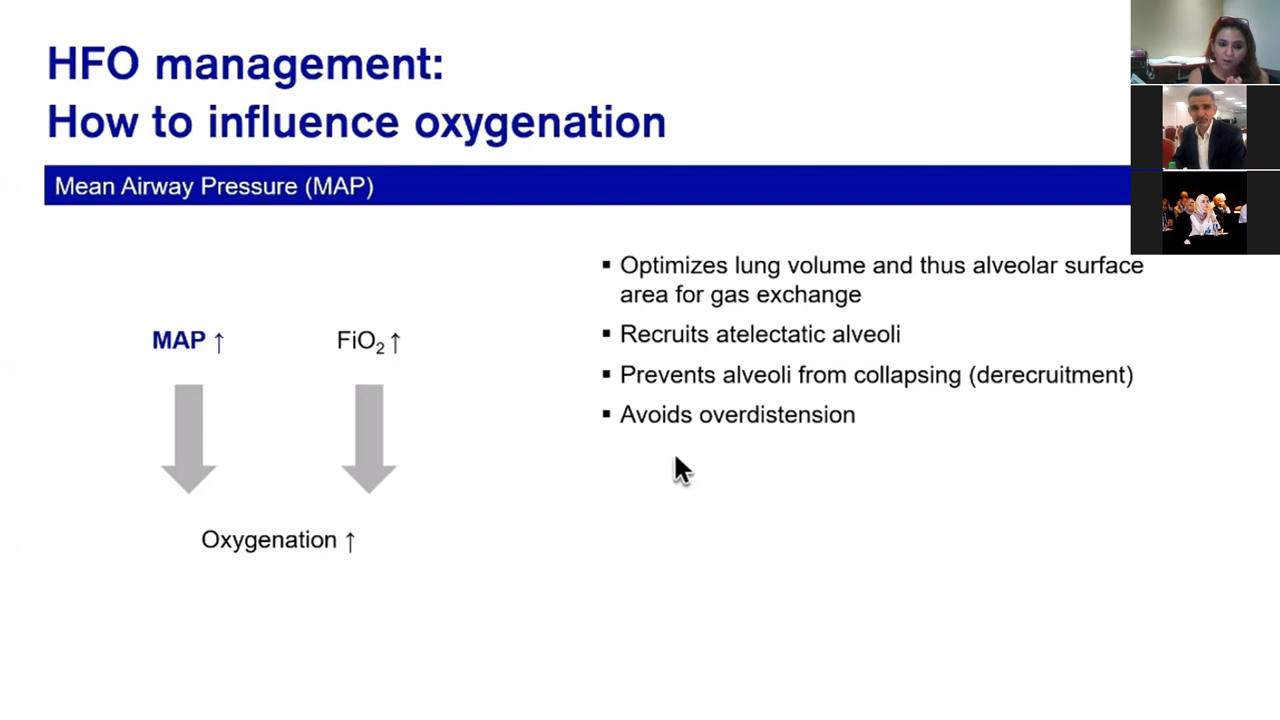 HFO management:
How to influence oxygenation
Mean Airway Pressure (MAP)
MAP ↑
FiO₂ ↑
Oxygenation ↑
▪ Optimizes lung volume and thus alveolar surface
area for gas exchange
▪ Recruits atelectatic alveoli
▪ Prevents alveoli from collapsing (derecruitment)
▪ Avoids overdistension